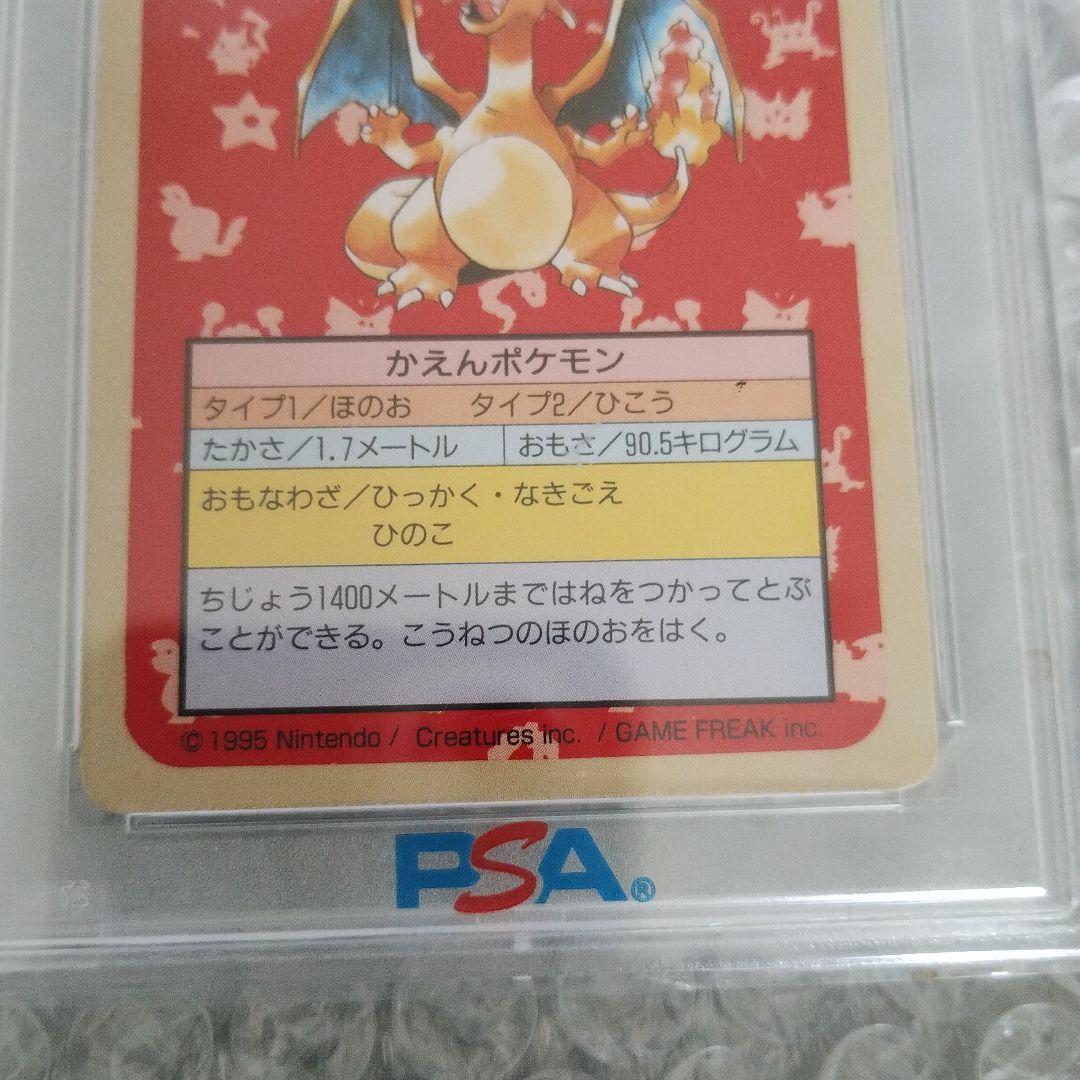 かえんポケモン
タイプ1／ほのお　タイプ2／ひこう
たかさ／1.7メートル　おもさ／90.5キログラム
おもなわざ／ひっかく・なきごえ
ひのこ
ちじょう1400メートルまではねをつかってとぶ
ことができる。こうねつのほのおをはく。
© 1995 Nintendo / Creatures inc. / GAME FREAK inc.
PSA®